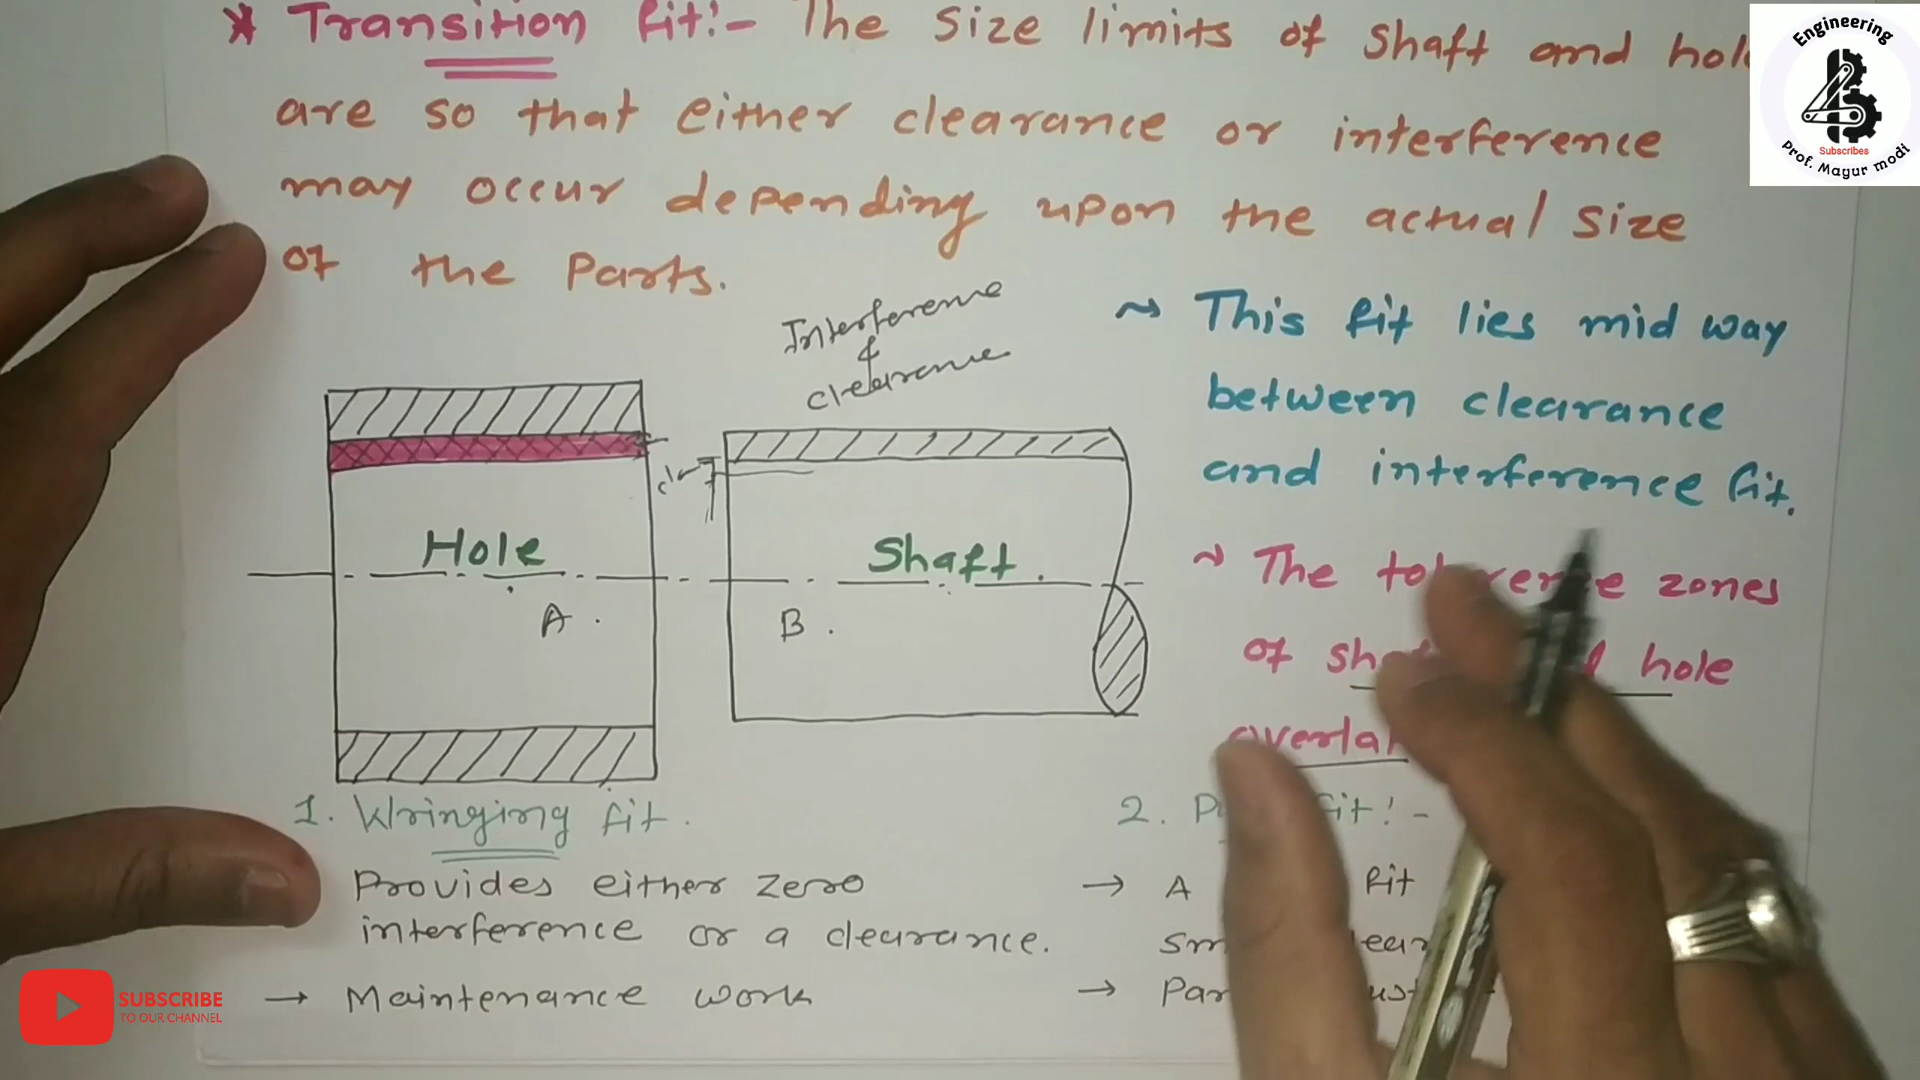 * Transition fit:- The size limits of shaft and hol
are so that either clearance or interference
may occur depending upon the actual size
of the Parts.
Interference
&
clearance
~ This fit lies mid way
between clearance
and interference fit.
~ The zones
of hole
Hole
Shaft.
A.
B.
1. Wringing fit.
Provides either zero
interference or a clearance.
→ Maintenance work
2. fit:-
→ A fit
Engineering
Subscribes
Prof. Mayur modi
SUBSCRIBE
TO OUR CHANNEL